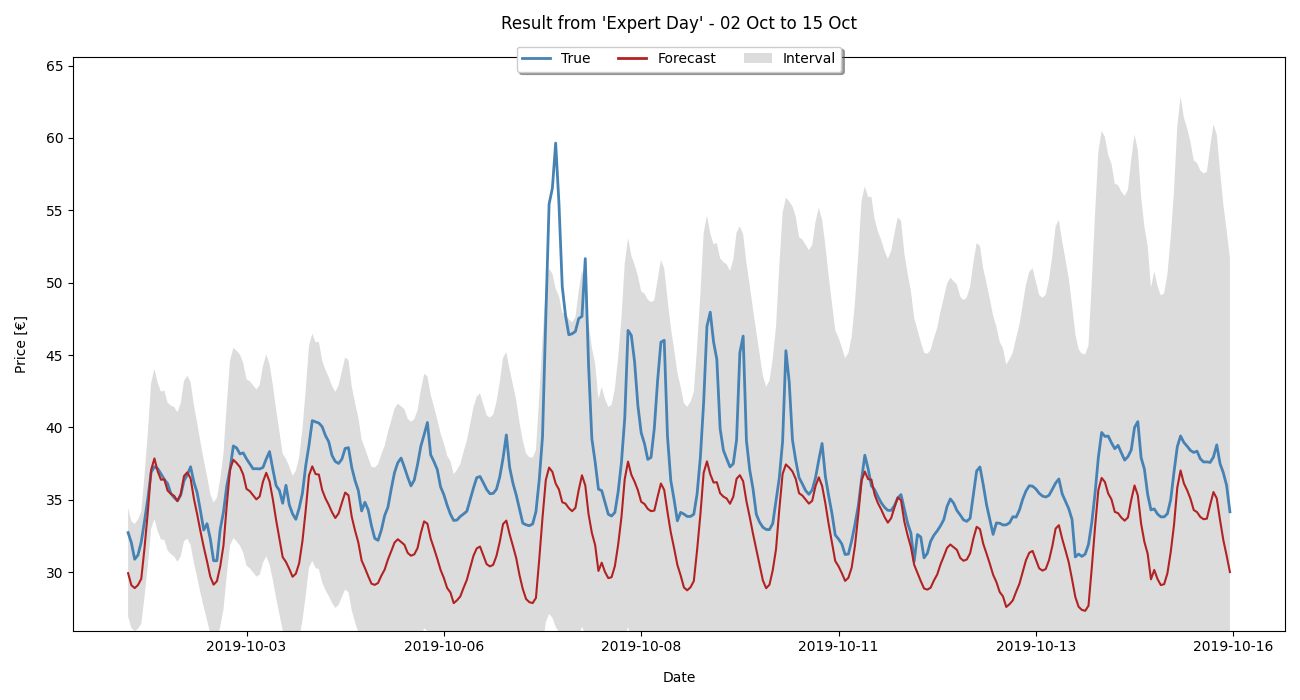 Result from 'Expert Day' - 02 Oct to 15 Oct
True Forecast Interval
65
60
55
50
45
40
35
30
Price [€]
2019-10-03 2019-10-06 2019-10-08 2019-10-11 2019-10-13 2019-10-16
Date